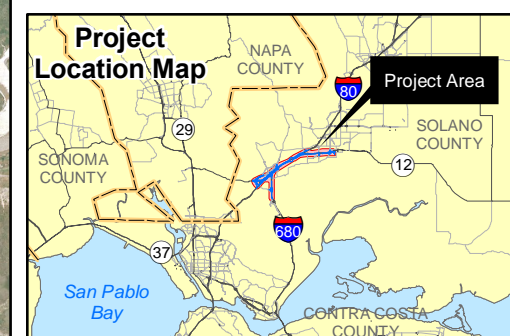 Project
Location Map
NAPA
COUNTY
Project Area
80
29
SOLANO
COUNTY
SONOMA
COUNTY
12
680
37
San Pablo
Bay
CONTRA COSTA
COUNTY